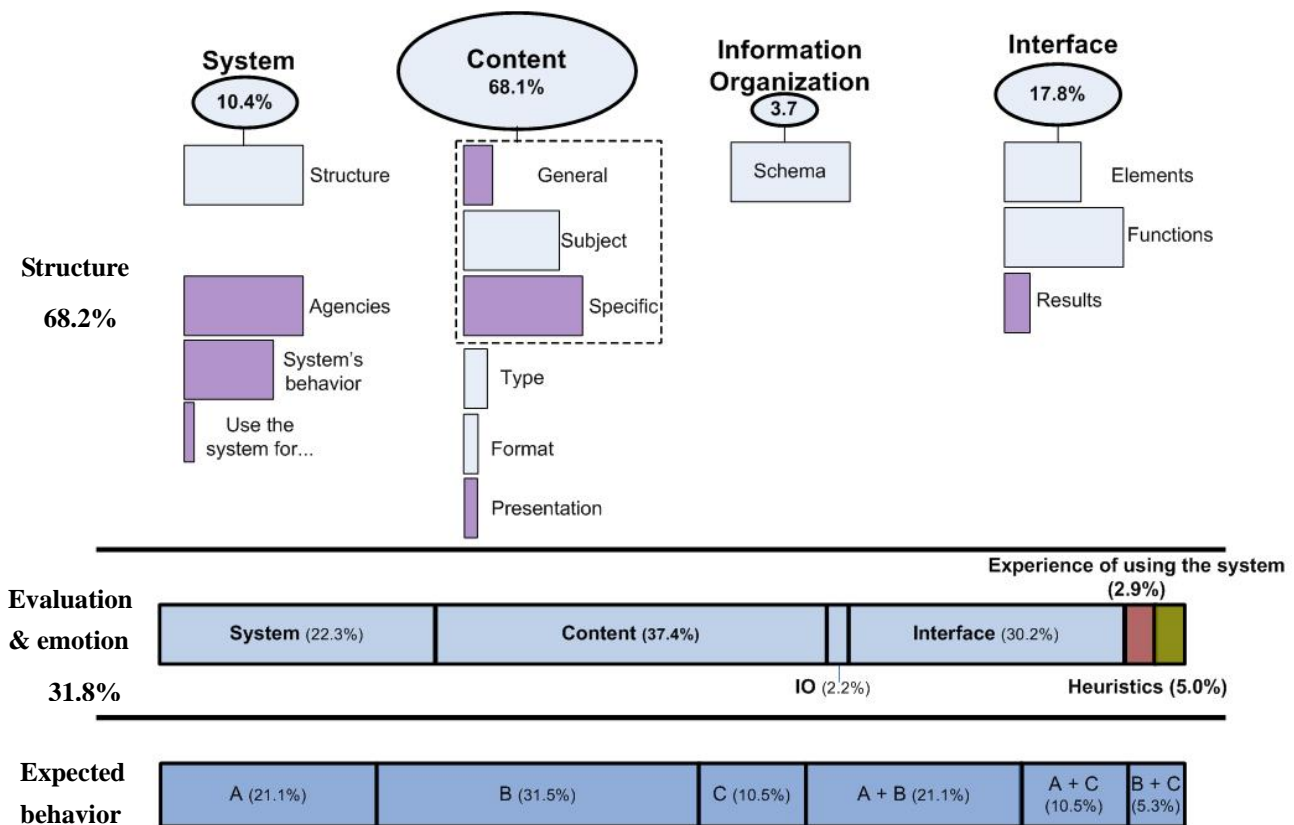 System
10.4%
Content
68.1%
Information
Organization
3.7
Interface
17.8%
Structure
68.2%
Structure
Agencies
System's
behavior
Use the
system for...
General
Subject
Specific
Type
Format
Presentation
Schema
Elements
Functions
Results
Experience of using the system
(2.9%)
Evaluation
& emotion
31.8%
System (22.3%)
Content (37.4%)
Interface (30.2%)
IO (2.2%)
Heuristics (5.0%)
Expected
behavior
A (21.1%)
B (31.5%)
C (10.5%)
A + B (21.1%)
A + C
(10.5%)
B + C
(5.3%)